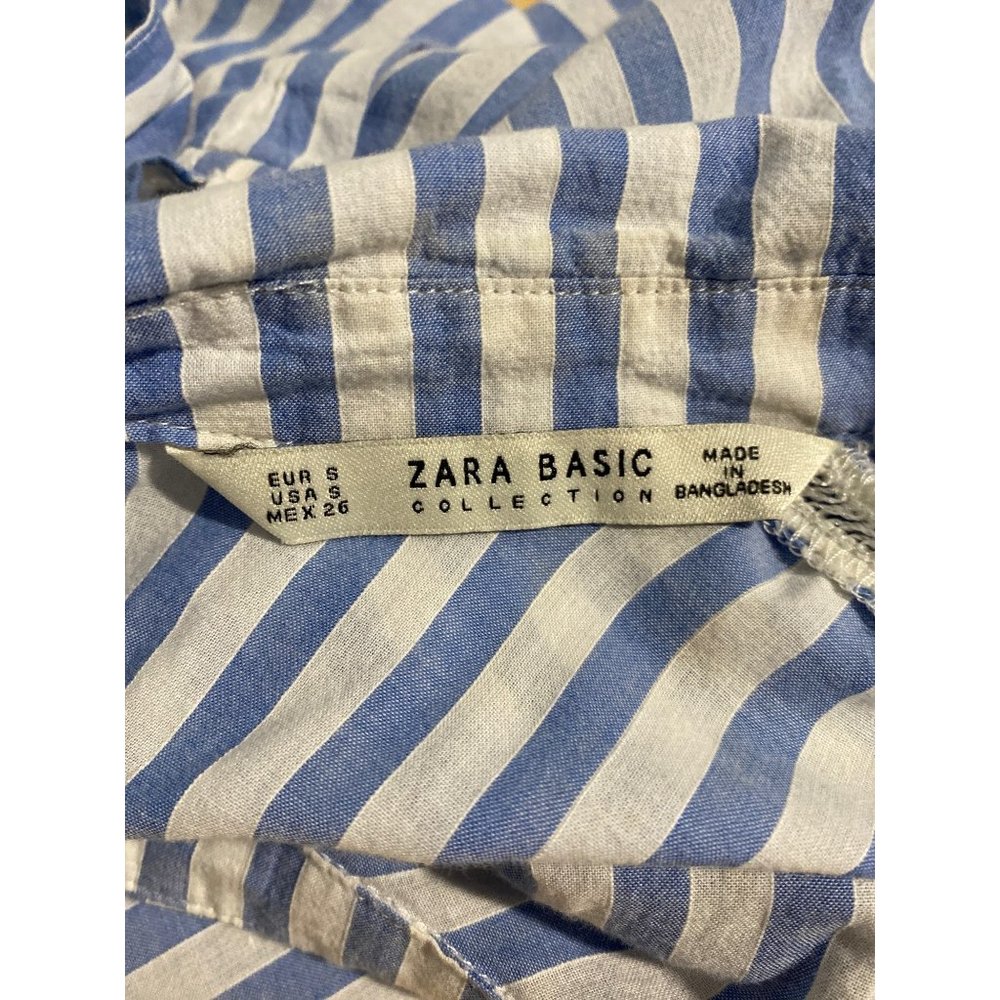 EUR S
USA S
MEX 26
ZARA BASIC
COLLECTION
MADE
IN
BANGLADESH